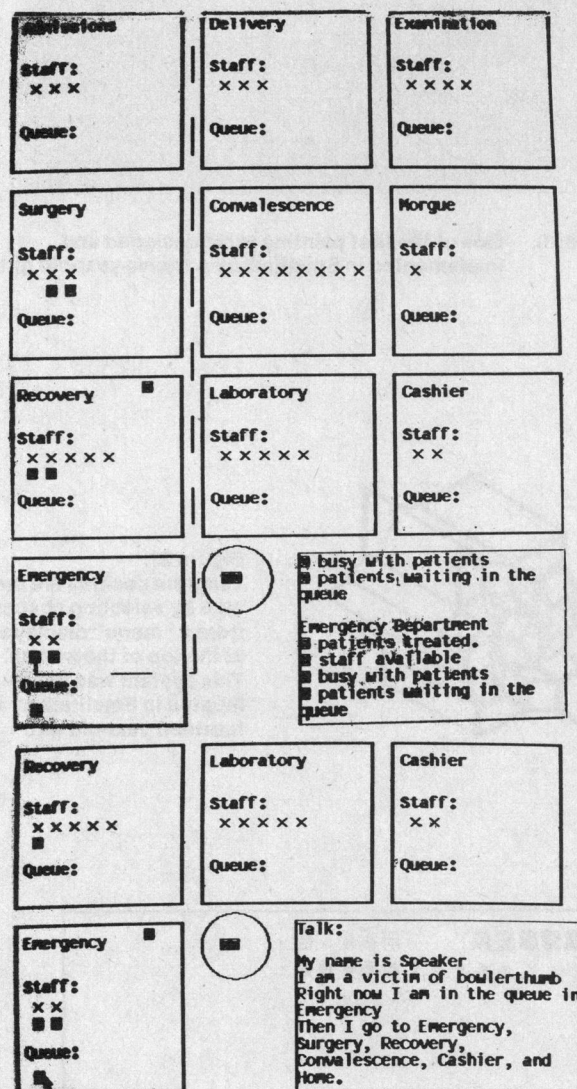 Admissions
Staff:
x x x
Queue:
Delivery
Staff:
x x x
Queue:
Examination
Staff:
x x x x
Queue:
Surgery
Staff:
x x x x
Queue:
Convalescence
Staff:
x x x x x x x x x
Queue:
Morgue
Staff:
x
Queue:
Recovery
Staff:
x x x x x
Queue:
Laboratory
Staff:
x x x x x
Queue:
Cashier
Staff:
x x
Queue:
Emergency
Staff:
x x
Queue:
busy with patients
patients waiting in the
queue
Emergency Department
patients treated.
staff available
busy with patients
patients waiting in the
queue
Recovery
Staff:
x x x x x
Queue:
Laboratory
Staff:
x x x x x
Queue:
Cashier
Staff:
x x
Queue:
Emergency
Staff:
x x
Queue:
Talk:
My name is Speaker
I am a victim of bowlerthumb
Right now I am in the queue in
Emergency
Then I go to Emergency,
Surgery, Recovery,
Convalescence, Cashier, and
Home.